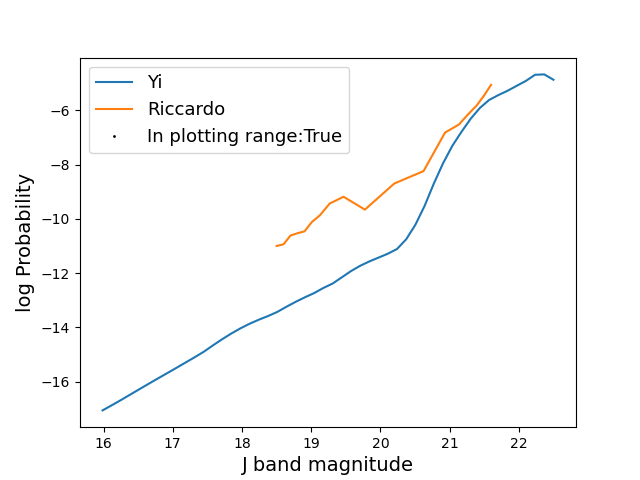 Yi
Riccardo
In plotting range:True
log Probability
−6
−8
−10
−12
−14
−16
16 17 18 19 20 21 22
J band magnitude